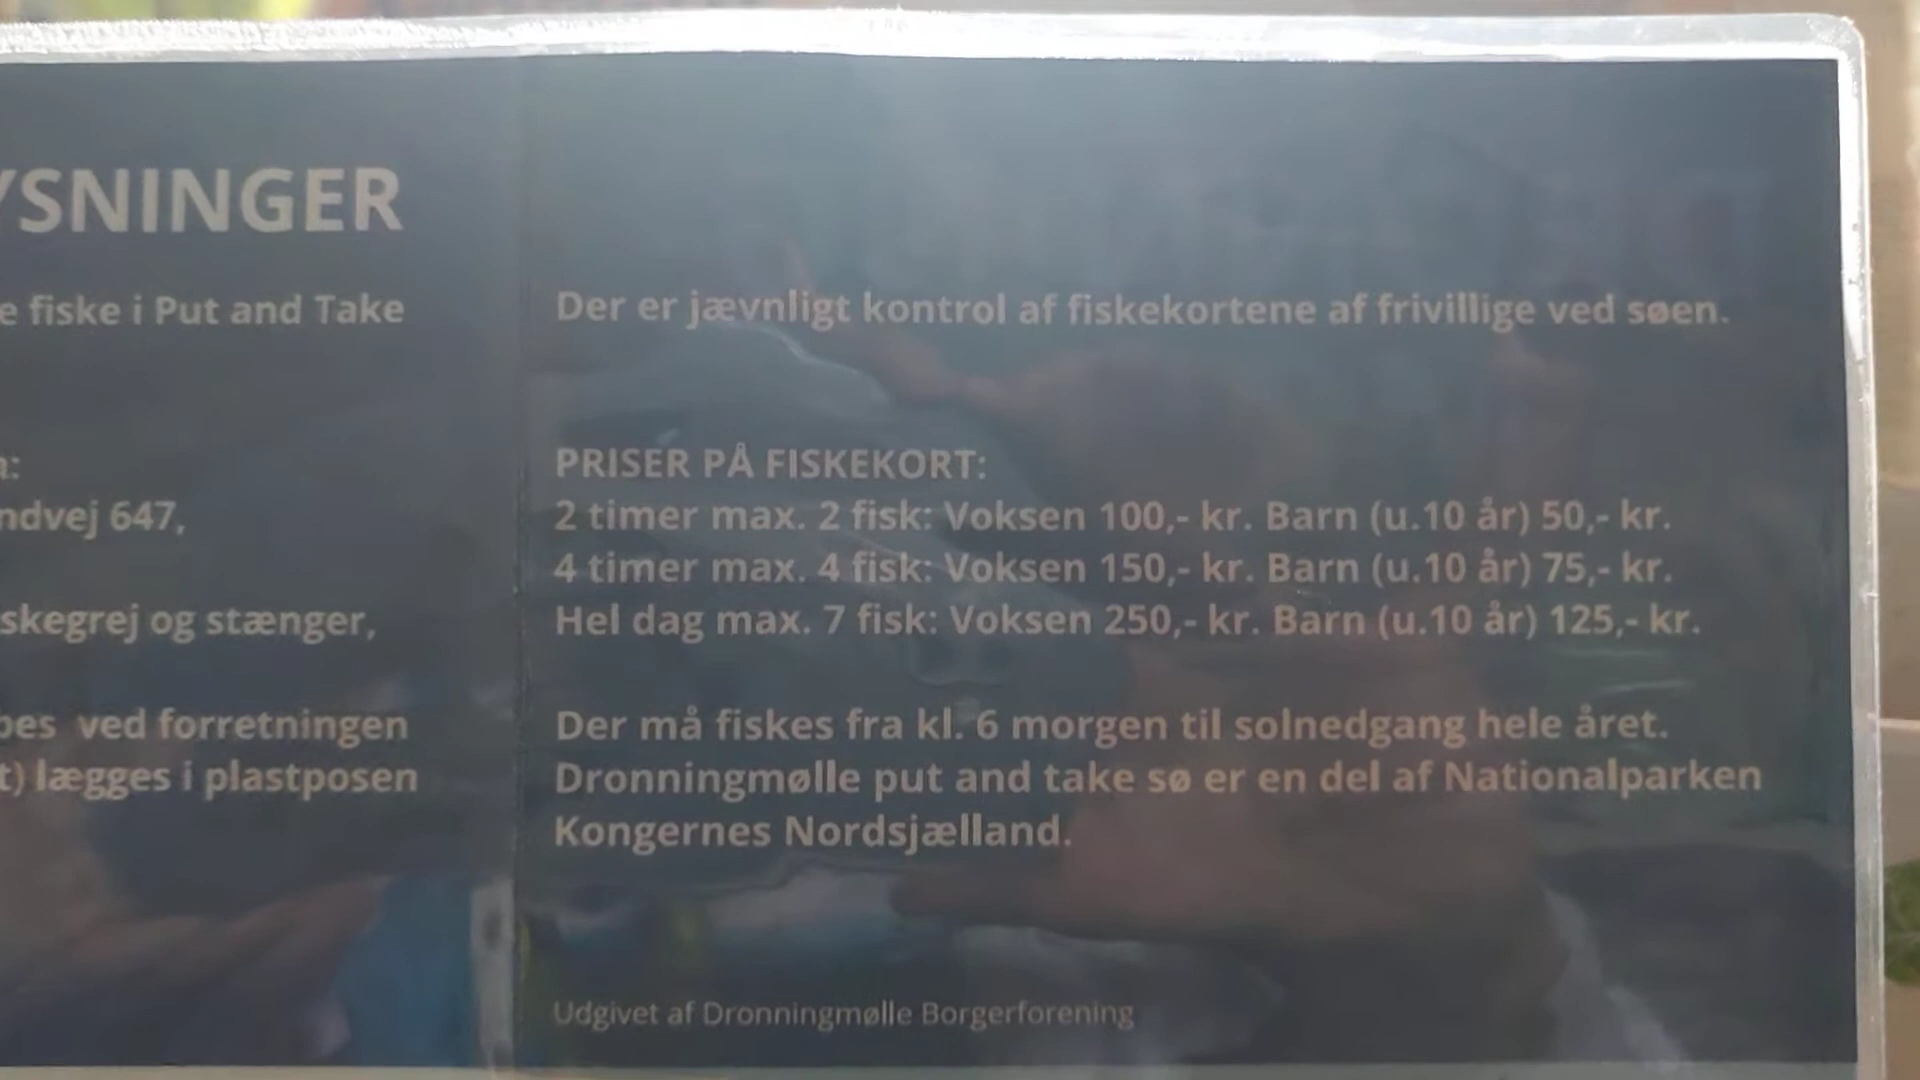 YSNINGER
e fiske i Put and Take
ndvej 647,
skegrej og stænger,
ved forretningen
t) lægges i plastposen
Der er jævnligt kontrol af fiskekortene af frivillige ved søen.
PRISER PÅ FISKEKORT:
2 timer max. 2 fisk: Voksen 100,- kr. Barn (u.10 år) 50,- kr.
4 timer max. 4 fisk: Voksen 150,- kr. Barn (u.10 år) 75,- kr.
Hel dag max. 7 fisk: Voksen 250,- kr. Barn (u.10 år) 125,- kr.
Der må fiskes fra kl. 6 morgen til solnedgang hele året.
Dronningmølle put and take sø er en del af Nationalparken
Kongernes Nordsjælland.
Udgivet af Dronningmølle Borgerforening